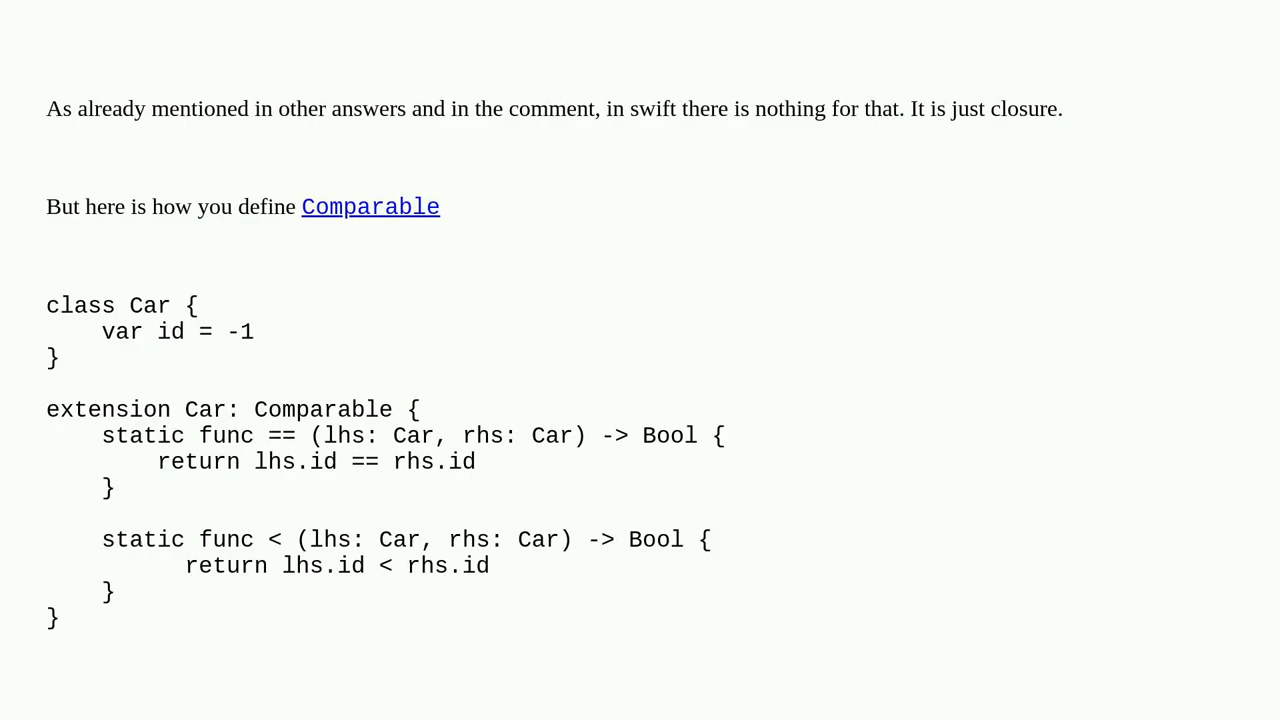 As already mentioned in other answers and in the comment, in swift there is nothing for that. It is just closure.
But here is how you define Comparable
class Car {
    var id = -1
}
extension Car: Comparable {
    static func == (lhs: Car, rhs: Car) -> Bool {
        return lhs.id == rhs.id
    }
    static func < (lhs: Car, rhs: Car) -> Bool {
          return lhs.id < rhs.id
    }
}